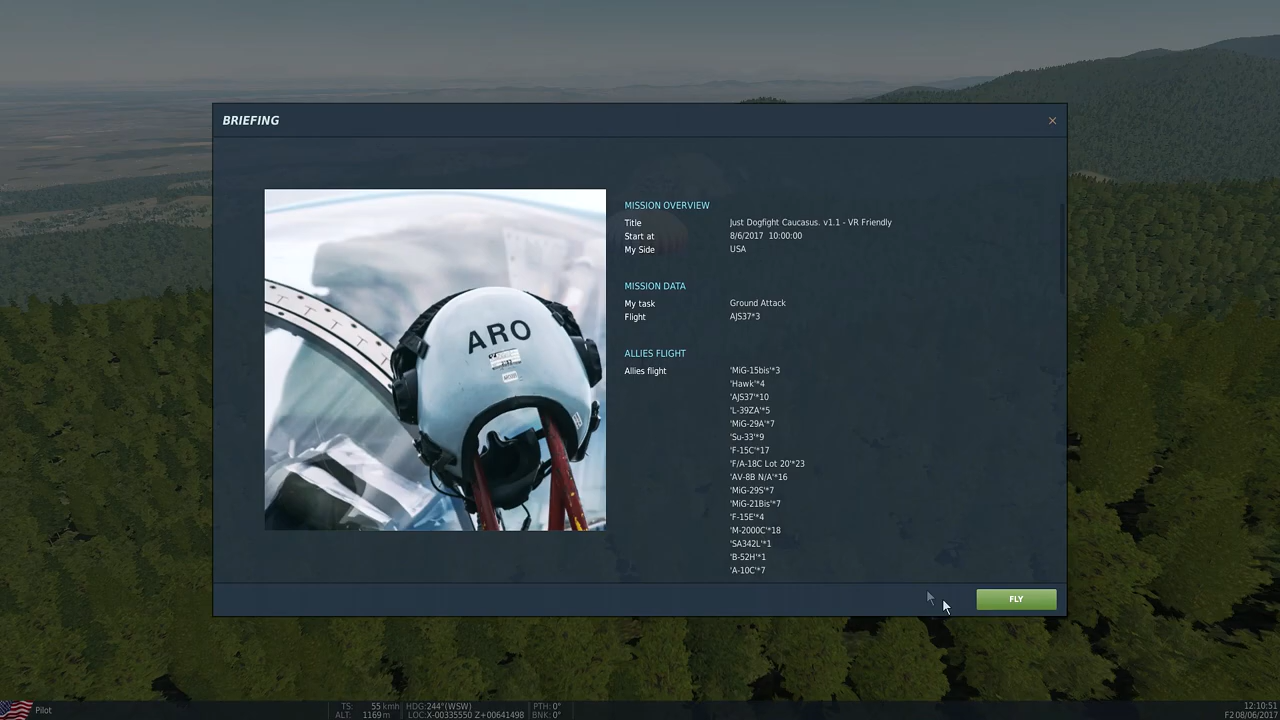 BRIEFING
ARO
MISSION OVERVIEW
Title Just Dogfight Caucasus. v1.1 - VR Friendly
Start at 8/6/2017 10:00:00
My Side USA
MISSION DATA
My task Ground Attack
Flight AJS37*3
ALLIES FLIGHT
Allies flight 'MiG-15bis'*3
'Hawk'*4
'AJS37'*10
'L-39ZA'*5
'MiG-29A'*7
'Su-33'*9
'F-15C'*17
'F/A-18C Lot 20'*23
'AV-8B N/A'*16
'MiG-29S'*7
'MiG-21Bis'*7
'F-15E'*4
'M-2000C'*18
'SA342L'*1
'B-52H'*1
'A-10C'*7
FLY
Pilot
TS: 55 kmh HDG:244°(WSW) PTH: 0°
ALT: 1169 m LOC:X-00335550 Z+00641498 BNK: 0°
12:10:51
F2 08/06/2017